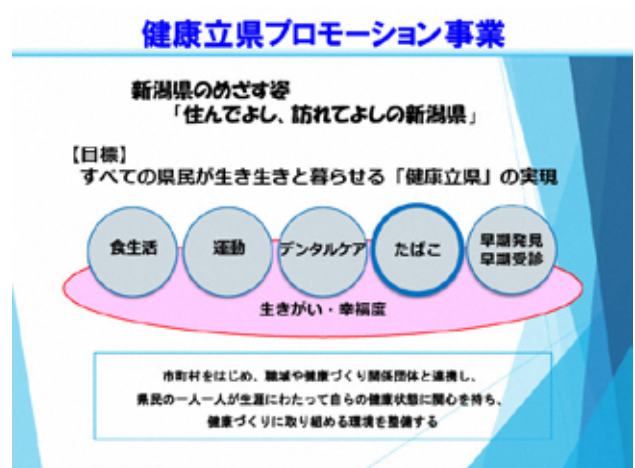 健康立県プロモーション事業
新潟県のめざす姿
「住んでよし、訪れてよしの新潟県」
【目標】
すべての県民が生き生きと暮らせる「健康立県」の実現
食生活
運動
デンタルケア
たばこ
早期発見
早期受診
生きがい・幸福度
市町村をはじめ、職域や健康づくり関係団体と連携し、
県民の一人一人が生涯にわたって自らの健康状態に関心を持ち、
健康づくりに取り組める環境を整備する